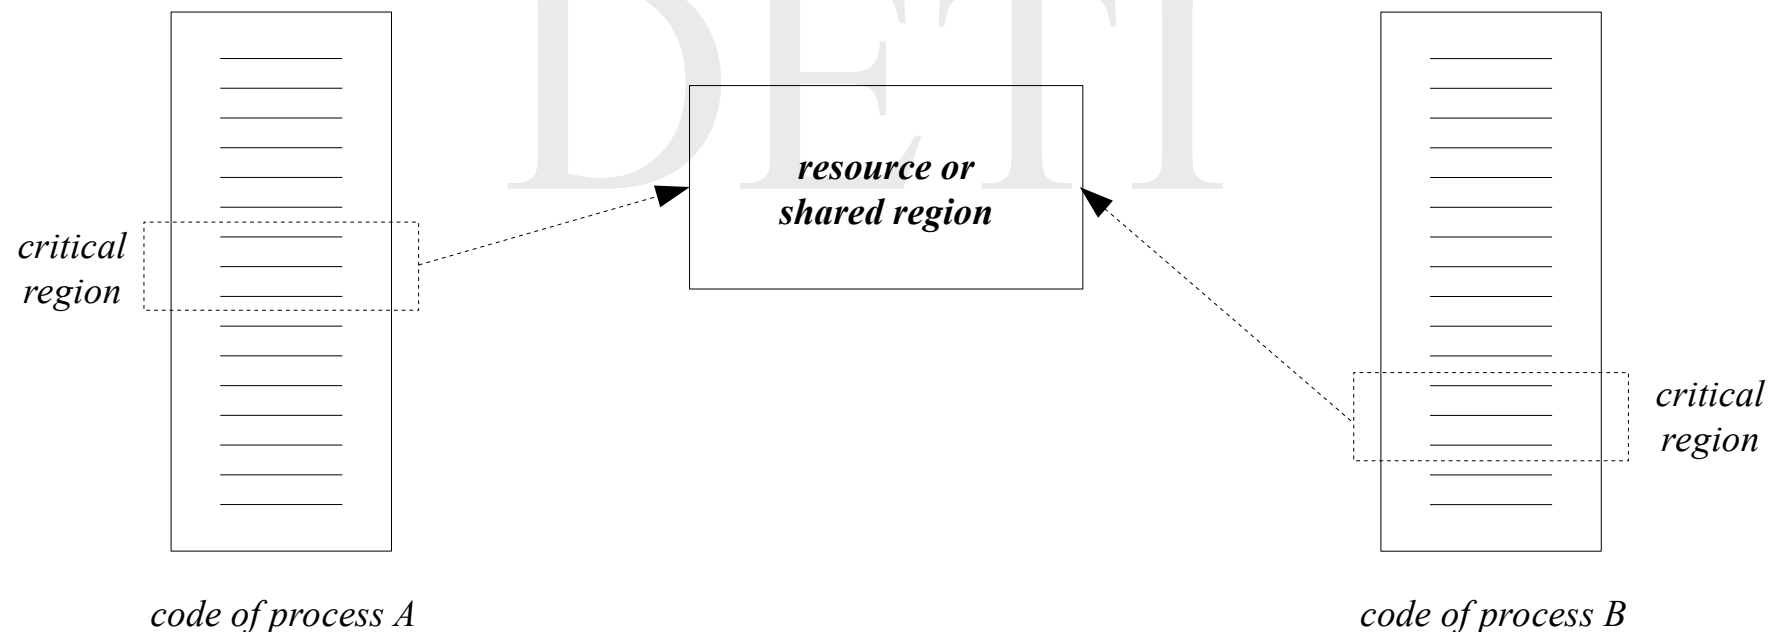 DETI
resource or
shared region
critical
region
critical
region
code of process A
code of process B